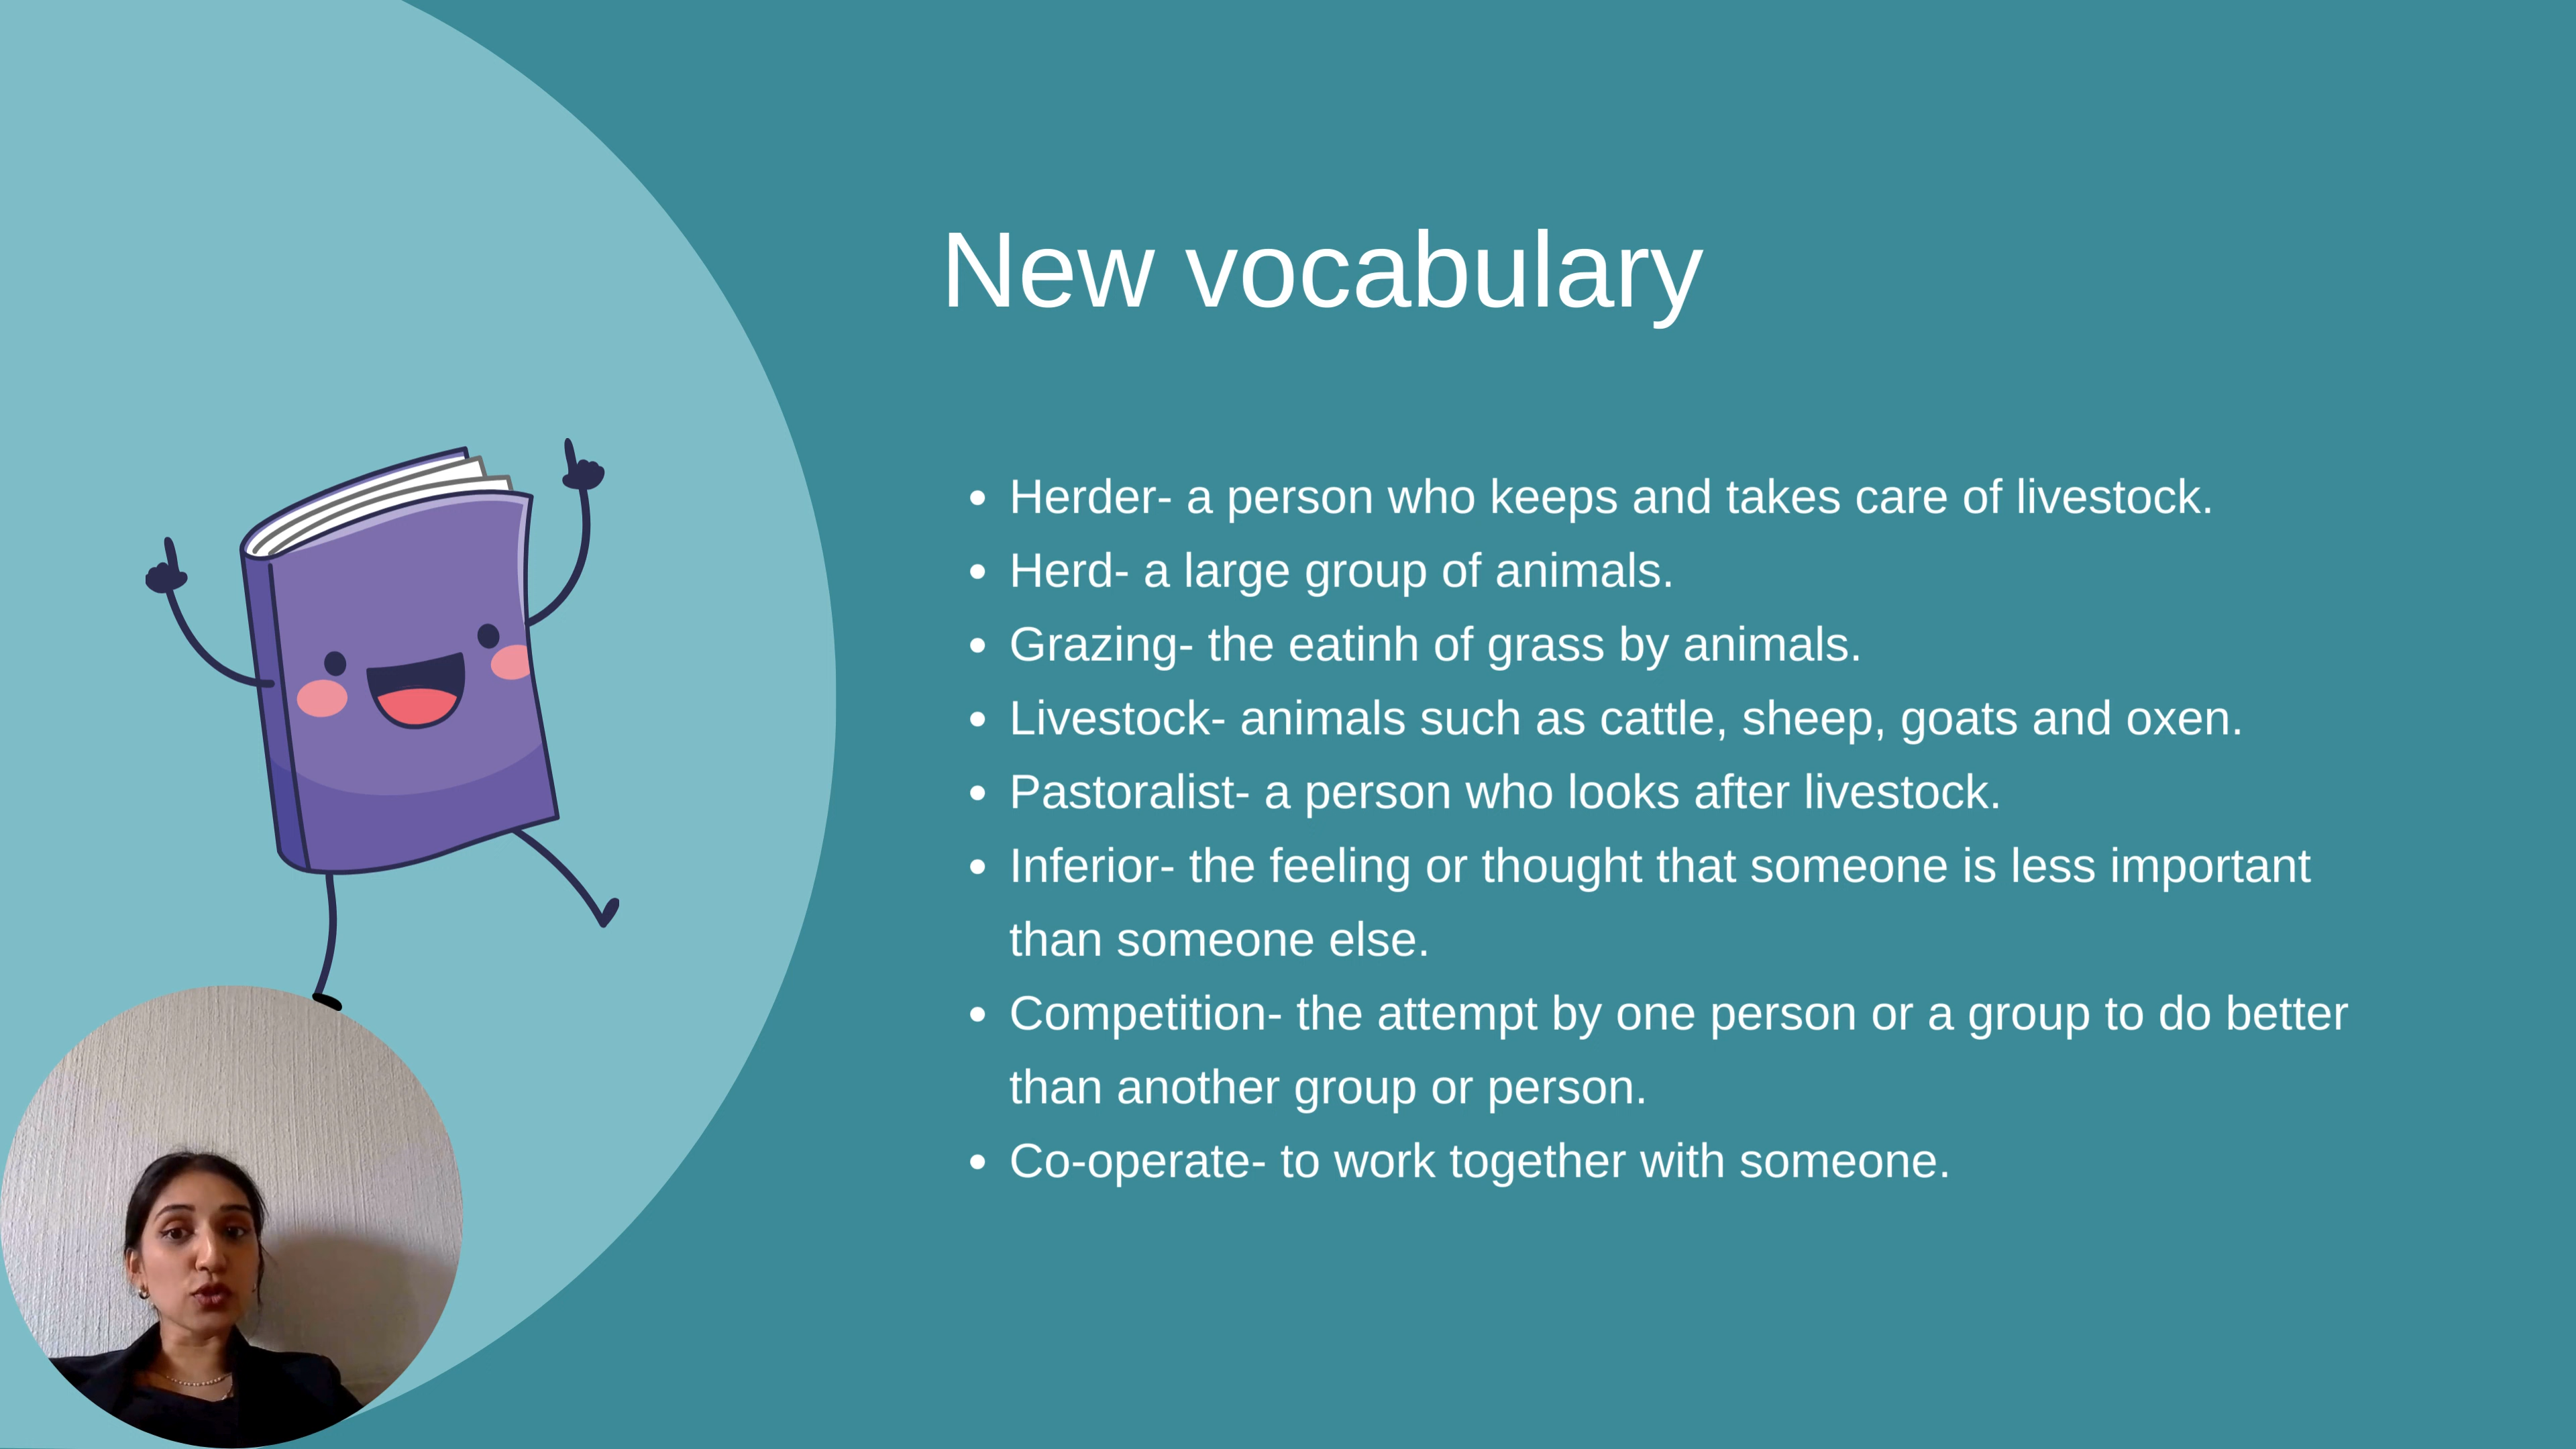 New vocabulary
• Herder- a person who keeps and takes care of livestock.
• Herd- a large group of animals.
• Grazing- the eatinh of grass by animals.
• Livestock- animals such as cattle, sheep, goats and oxen.
• Pastoralist- a person who looks after livestock.
• Inferior- the feeling or thought that someone is less important
than someone else.
• Competition- the attempt by one person or a group to do better
than another group or person.
• Co-operate- to work together with someone.